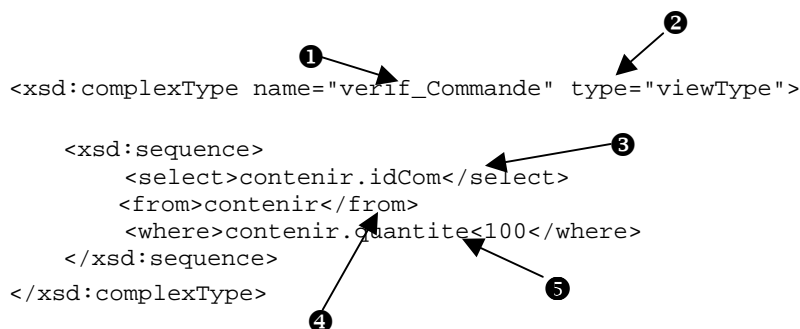 ❷
❶
<xsd:complexType name="verif_Commande" type="viewType">
<xsd:sequence>
❸
<select>contenir.idCom</select>
<from>contenir</from>
<where>contenir.quantite<100</where>
</xsd:sequence>
❺
</xsd:complexType>
❹